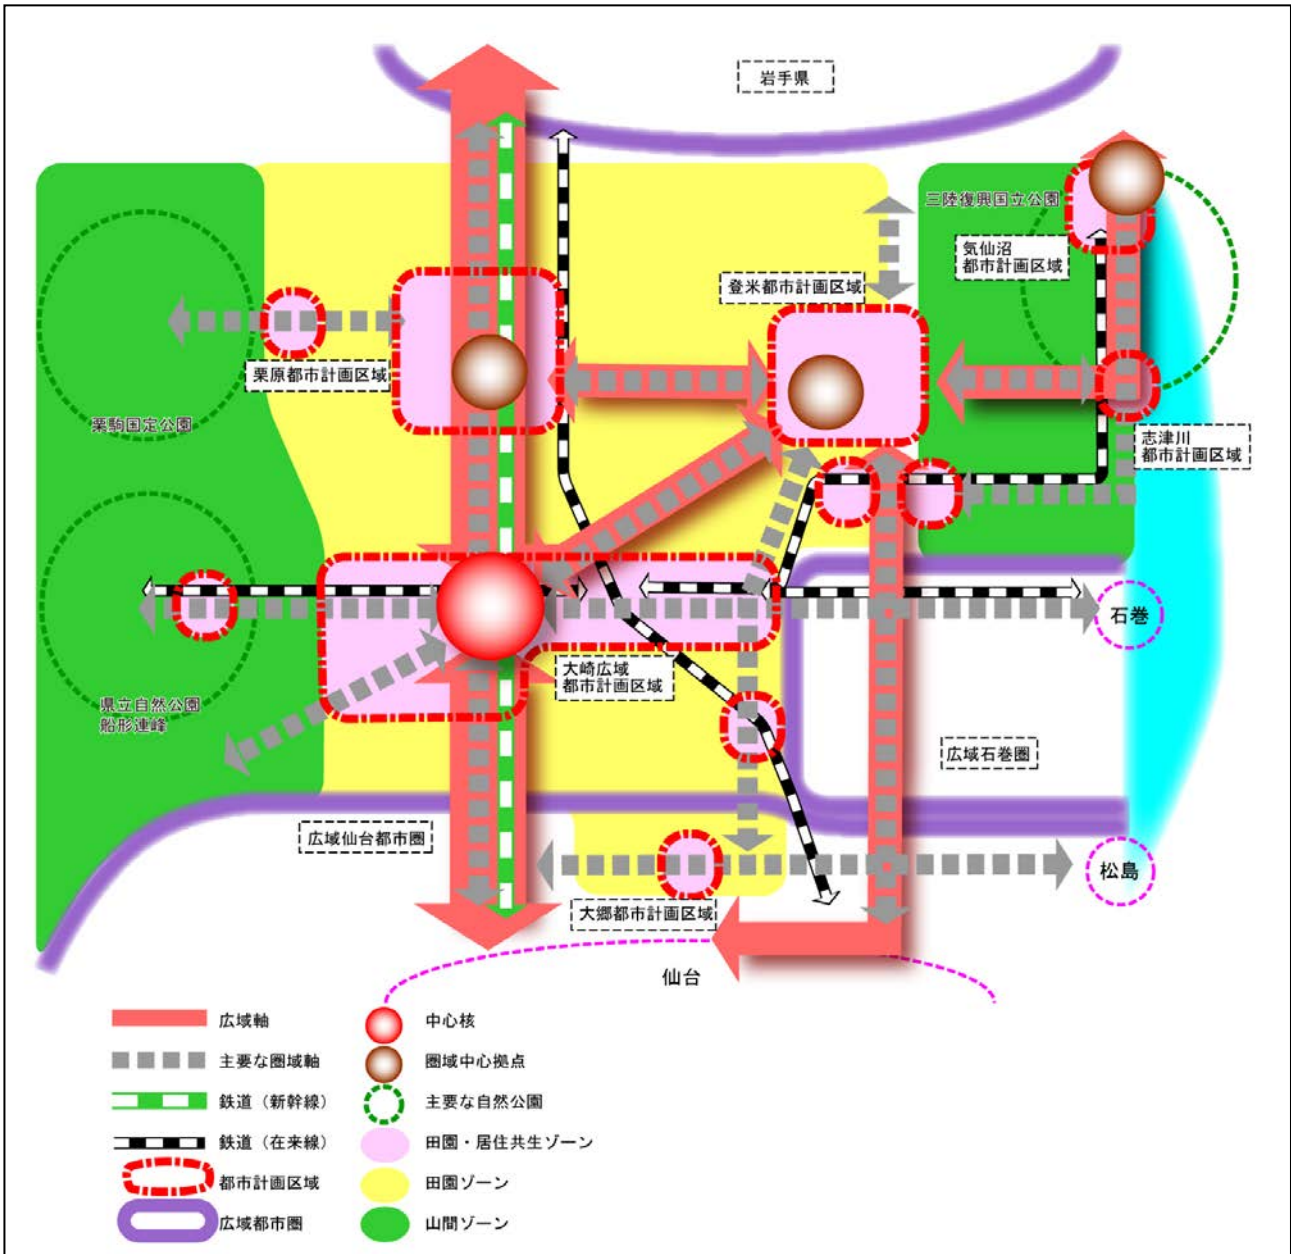 岩手県
三陸復興国立公園
気仙沼
都市計画区域
登米都市計画区域
栗原都市計画区域
栗駒国定公園
志津川
都市計画区域
石巻
大崎広域
都市計画区域
県立自然公園
船形連峰
広域石巻圏
広域仙台都市圏
松島
大郷都市計画区域
仙台
広域軸
中心核
主要な圏域軸
圏域中心拠点
鉄道（新幹線）
主要な自然公園
鉄道（在来線）
田園・居住共生ゾーン
都市計画区域
田園ゾーン
広域都市圏
山間ゾーン